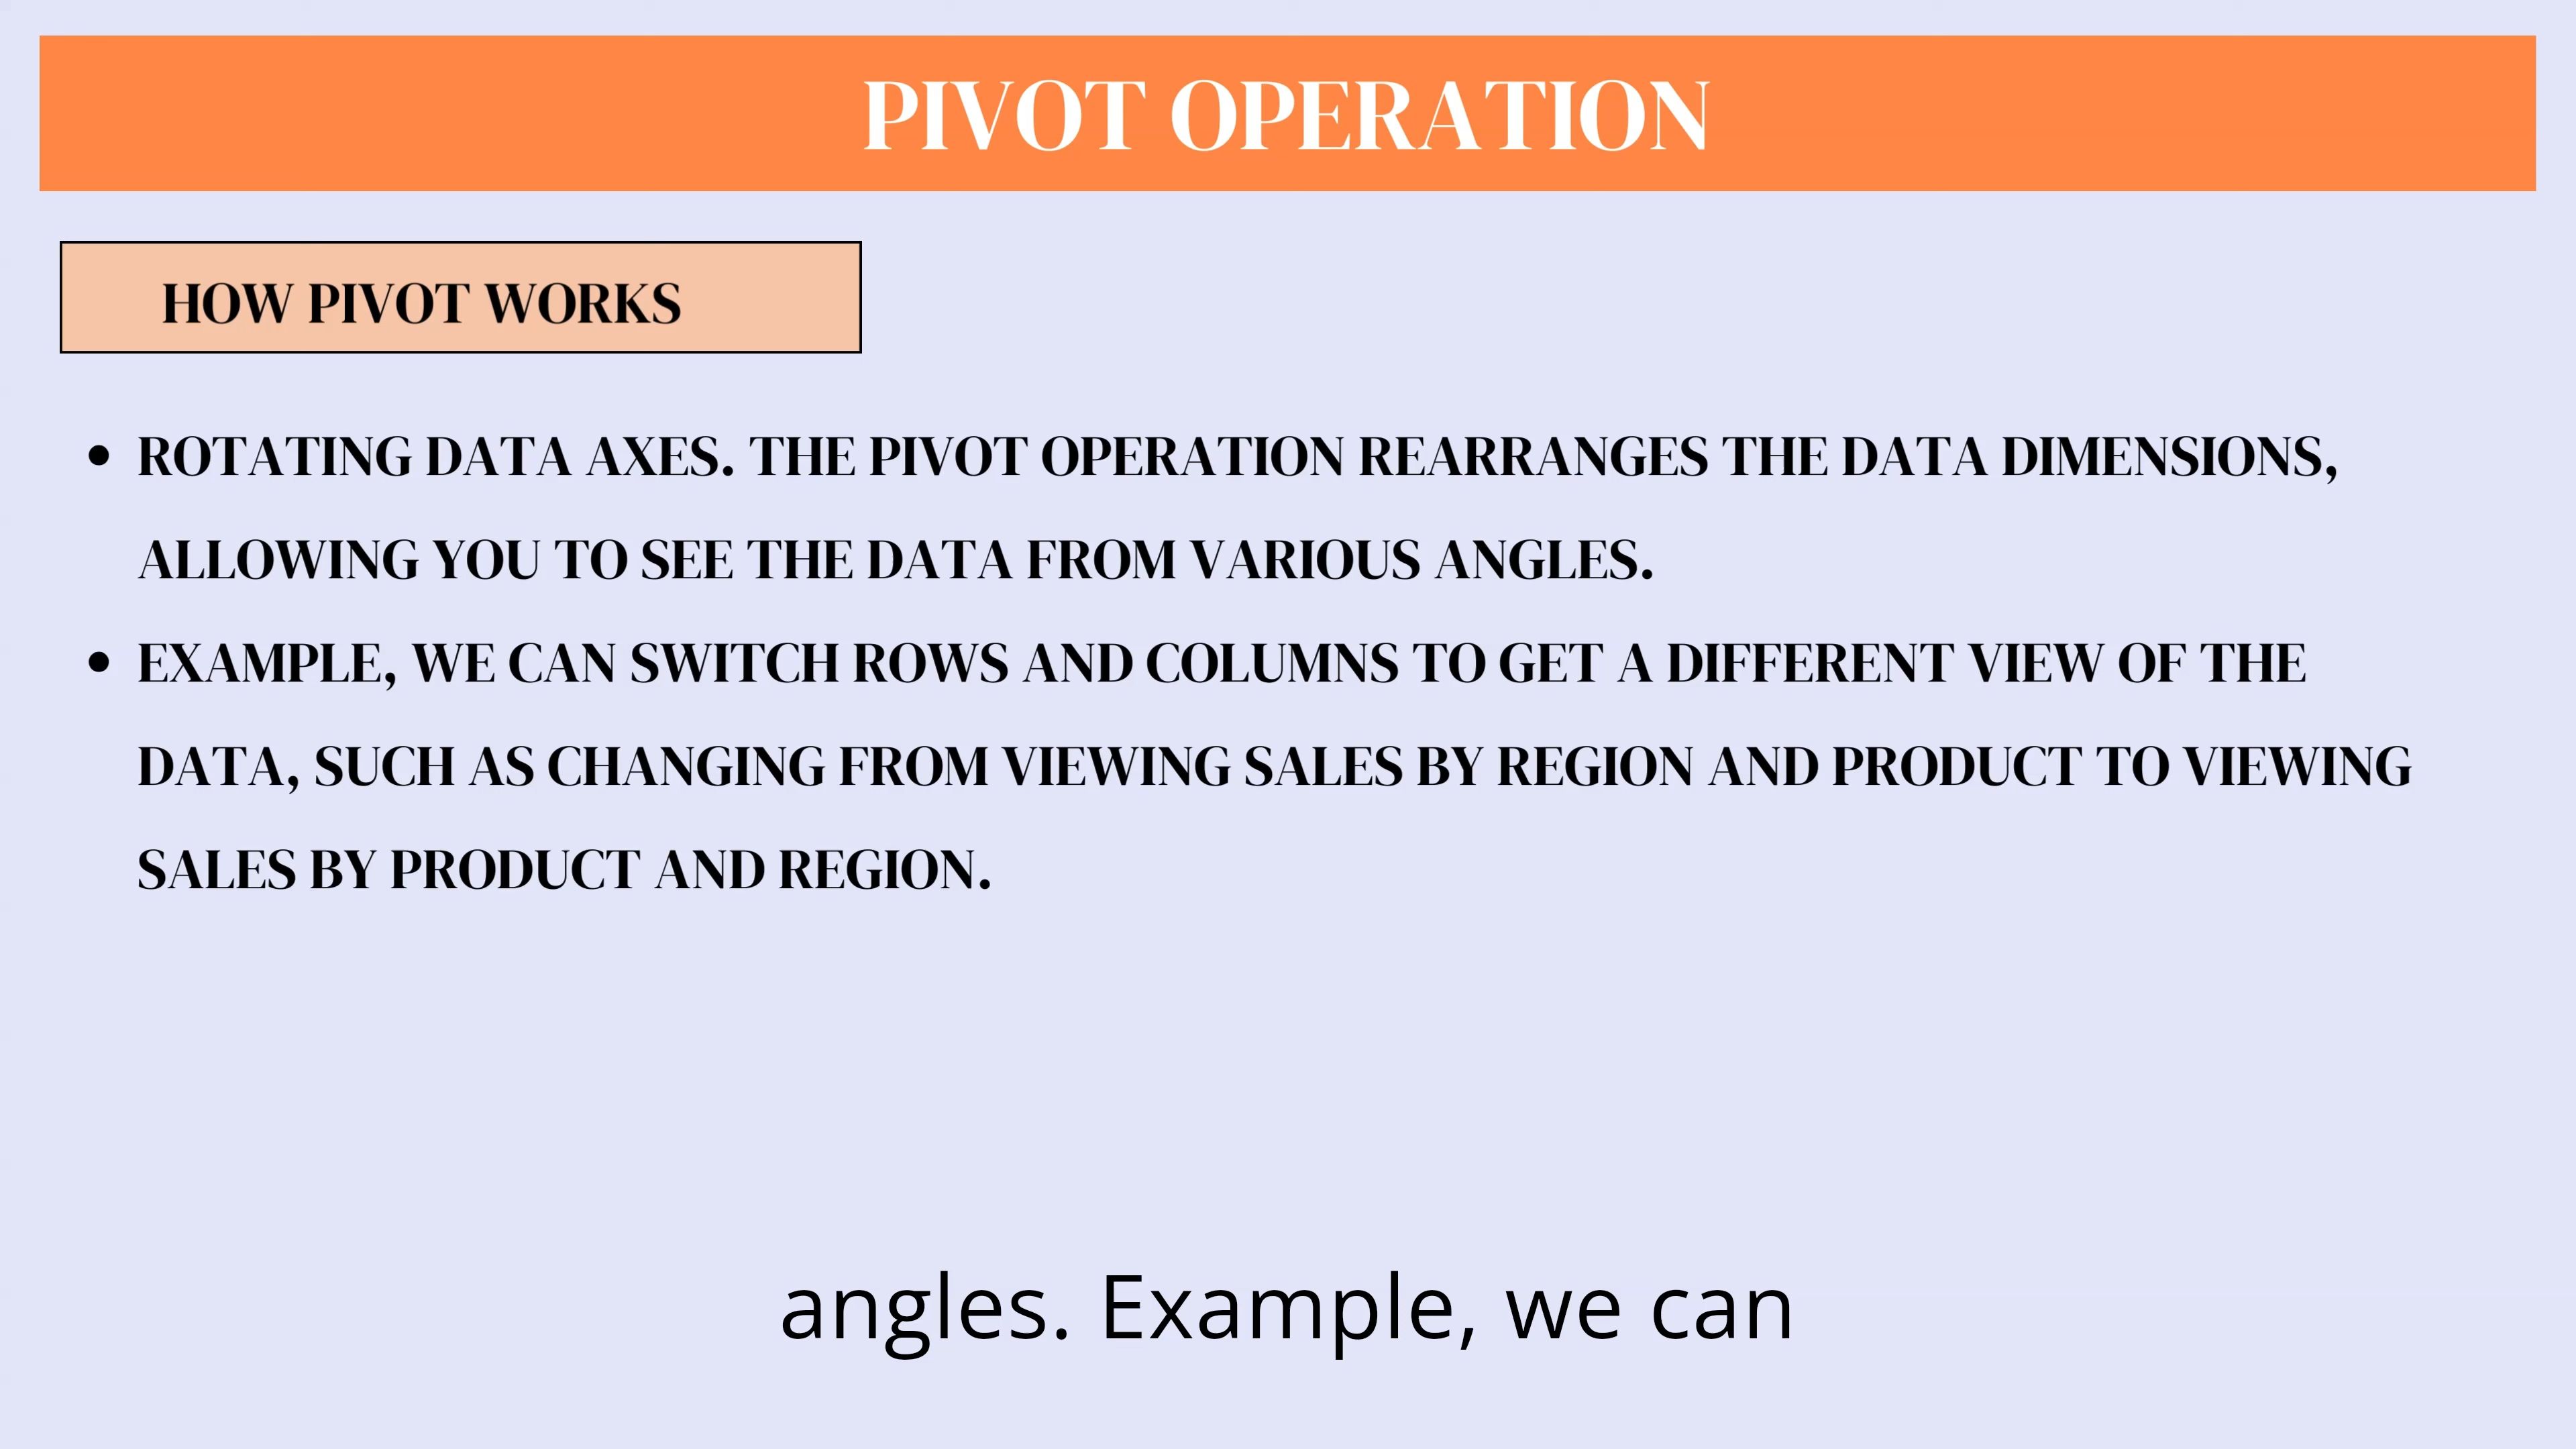 PIVOT OPERATION
HOW PIVOT WORKS
• ROTATING DATA AXES. THE PIVOT OPERATION REARRANGES THE DATA DIMENSIONS,
ALLOWING YOU TO SEE THE DATA FROM VARIOUS ANGLES.
• EXAMPLE, WE CAN SWITCH ROWS AND COLUMNS TO GET A DIFFERENT VIEW OF THE
DATA, SUCH AS CHANGING FROM VIEWING SALES BY REGION AND PRODUCT TO VIEWING
SALES BY PRODUCT AND REGION.
angles. Example, we can